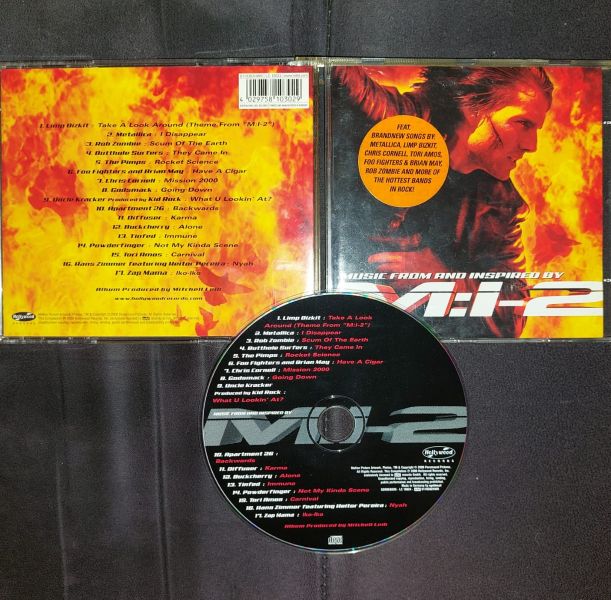 4 029758 103029
1. Limp Bizkit : Take A Look Around (Theme From "M:I-2")
2. Metallica : I Disappear
3. Rob Zombie : Scum Of The Earth
4. Butthole Surfers : They Came In
5. The Pimps : Rocket Science
6. Foo Fighters and Brian May : Have A Cigar
7. Chris Cornell : Mission 2000
8. Godsmack : Going Down
9. Uncle Kracker Produced by Kid Rock : What U Lookin' At?
10. Apartment 26 : Backwards
11. Diffuser : Karma
12. Buckcherry : Alone
13. Tinfed : Immune
14. Powderfinger : Not My Kinda Scene
15. Tori Amos : Carnival
16. Hans Zimmer featuring Heitor Pereira : Nyah
17. Zap Mama : Iko-Iko
Album Produced by Mitchell Leib
www.hollywoodrecords.com
FEAT.
BRANDNEW SONGS BY:
METALLICA, LIMP BIZKIT,
CHRIS CORNELL, TORI AMOS,
FOO FIGHTERS & BRIAN MAY,
ROB ZOMBIE AND MORE OF
THE HOTTEST BANDS
IN ROCK!
MUSIC FROM AND INSPIRED BY
M:I-2
1. Limp Bizkit : Take A Look
Around (Theme From "M:I-2")
2. Metallica : I Disappear
3. Rob Zombie : Scum Of The Earth
4. Butthole Surfers : They Came In
5. The Pimps : Rocket Science
6. Foo Fighters and Brian May : Have A Cigar
7. Chris Cornell : Mission 2000
8. Godsmack : Going Down
9. Uncle Kracker
Produced by Kid Rock :
What U Lookin' At?
MUSIC FROM AND INSPIRED BY
M:I-2
10. Apartment 26 :
Backwards
11. Diffuser : Karma
12. Buckcherry : Alone
13. Tinfed : Immune
14. Powderfinger : Not My Kinda Scene
15. Tori Amos : Carnival
16. Hans Zimmer featuring Heitor Pereira : Nyah
17. Zap Mama : Iko-Iko
Album Produced by Mitchell Leib
Hollywood
RECORDS